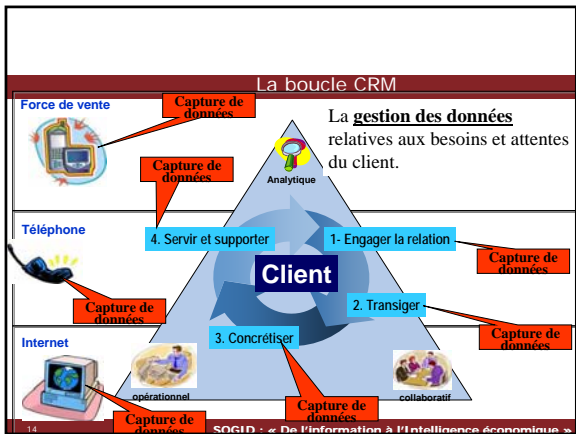 La boucle CRM
Force de vente
Capture de
données
La gestion des données
relatives aux besoins et attentes
du client.
Capture de
données
Analytique
Téléphone
4. Servir et supporter
1- Engager la relation
Capture de
données
Client
Capture de
données
2. Transiger
Capture de
données
3. Concrétiser
Internet
opérationnel
collaboratif
Capture de
données
Capture de
données
14
SOGID : « De l'information à l'Intelligence économique »